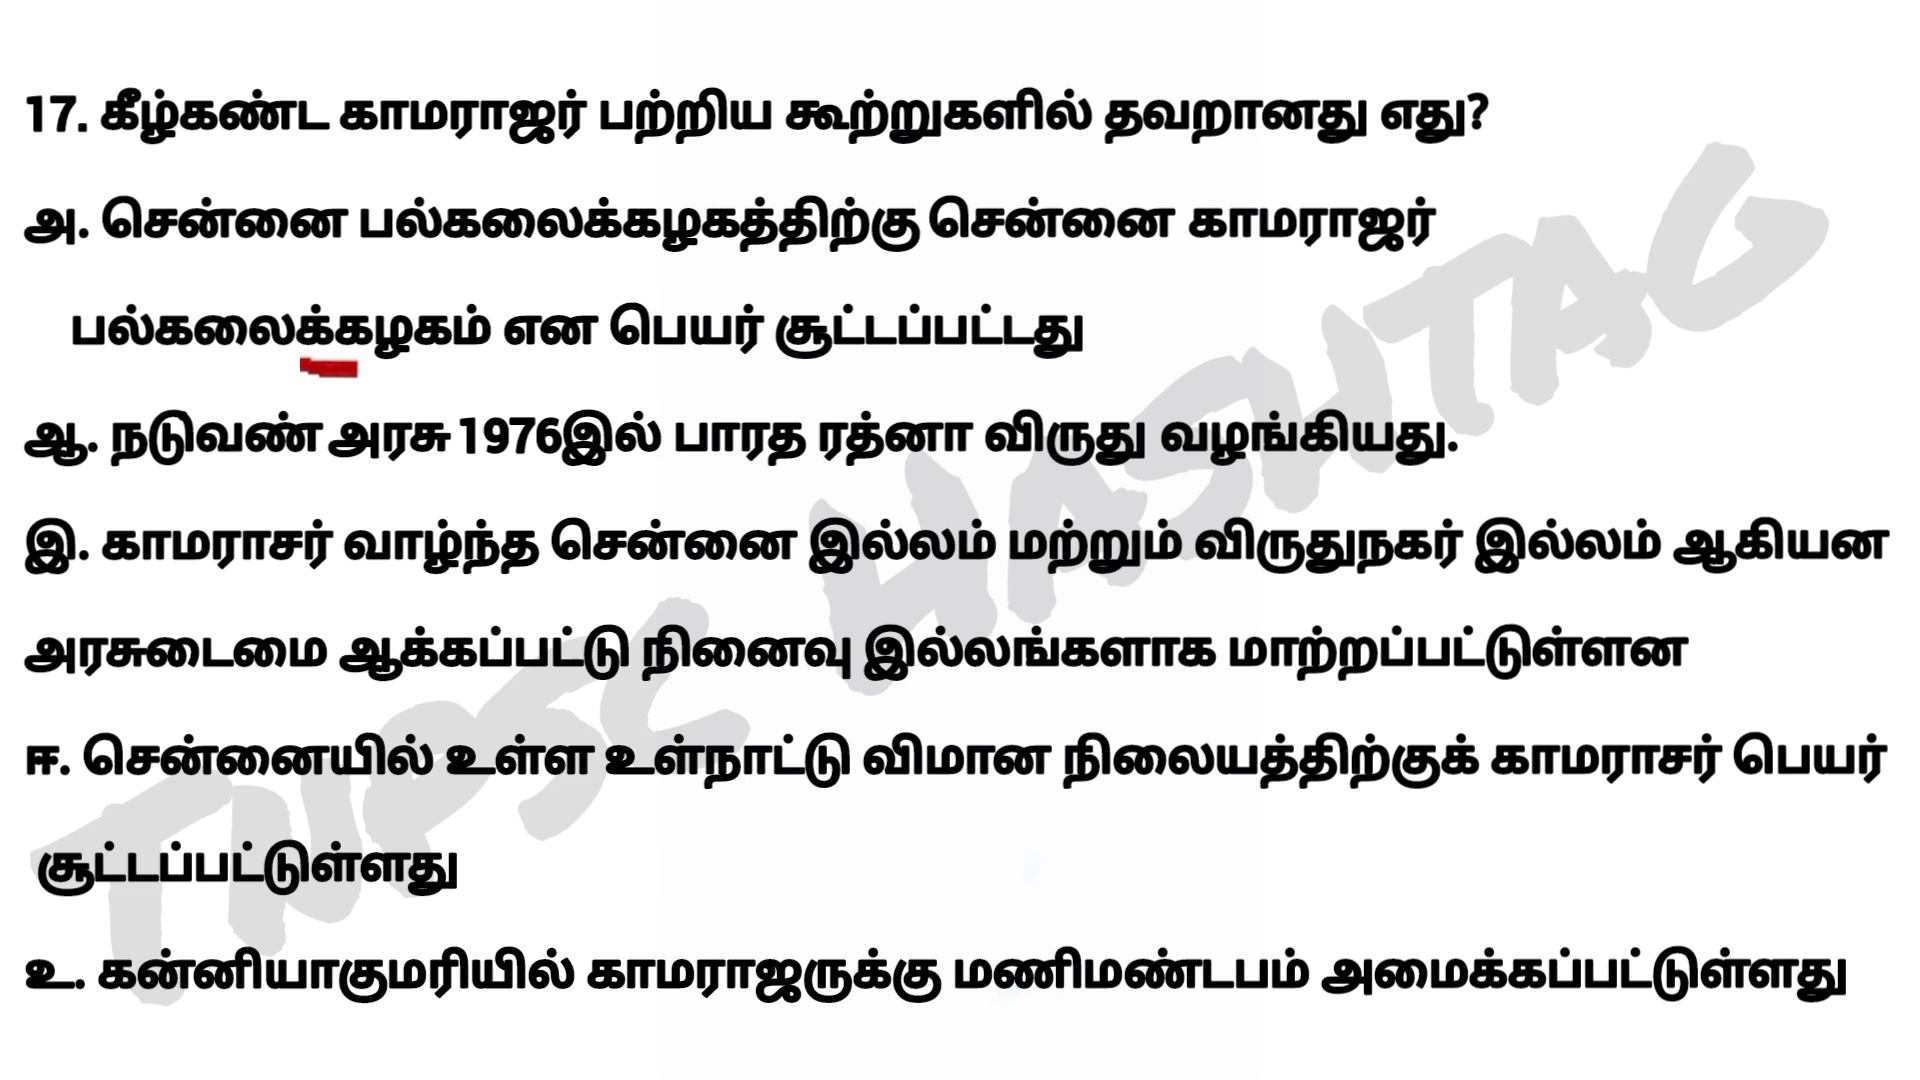 17. கீழ்கண்ட காமராஜர் பற்றிய கூற்றுகளில் தவறானது எது?
அ. சென்னை பல்கலைக்கழகத்திற்கு சென்னை காமராஜர்
பல்கலைக்கழகம் என பெயர் சூட்டப்பட்டது
ஆ. நடுவண் அரசு 1976இல் பாரத ரத்னா விருது வழங்கியது.
இ. காமராசர் வாழ்ந்த சென்னை இல்லம் மற்றும் விருதுநகர் இல்லம் ஆகியன
அரசுடைமை ஆக்கப்பட்டு நினைவு இல்லங்களாக மாற்றப்பட்டுள்ளன
ஈ. சென்னையில் உள்ள உள்நாட்டு விமான நிலையத்திற்குக் காமராசர் பெயர்
சூட்டப்பட்டுள்ளது
உ. கன்னியாகுமரியில் காமராஜருக்கு மணிமண்டபம் அமைக்கப்பட்டுள்ளது
TNPSC HASHTAG